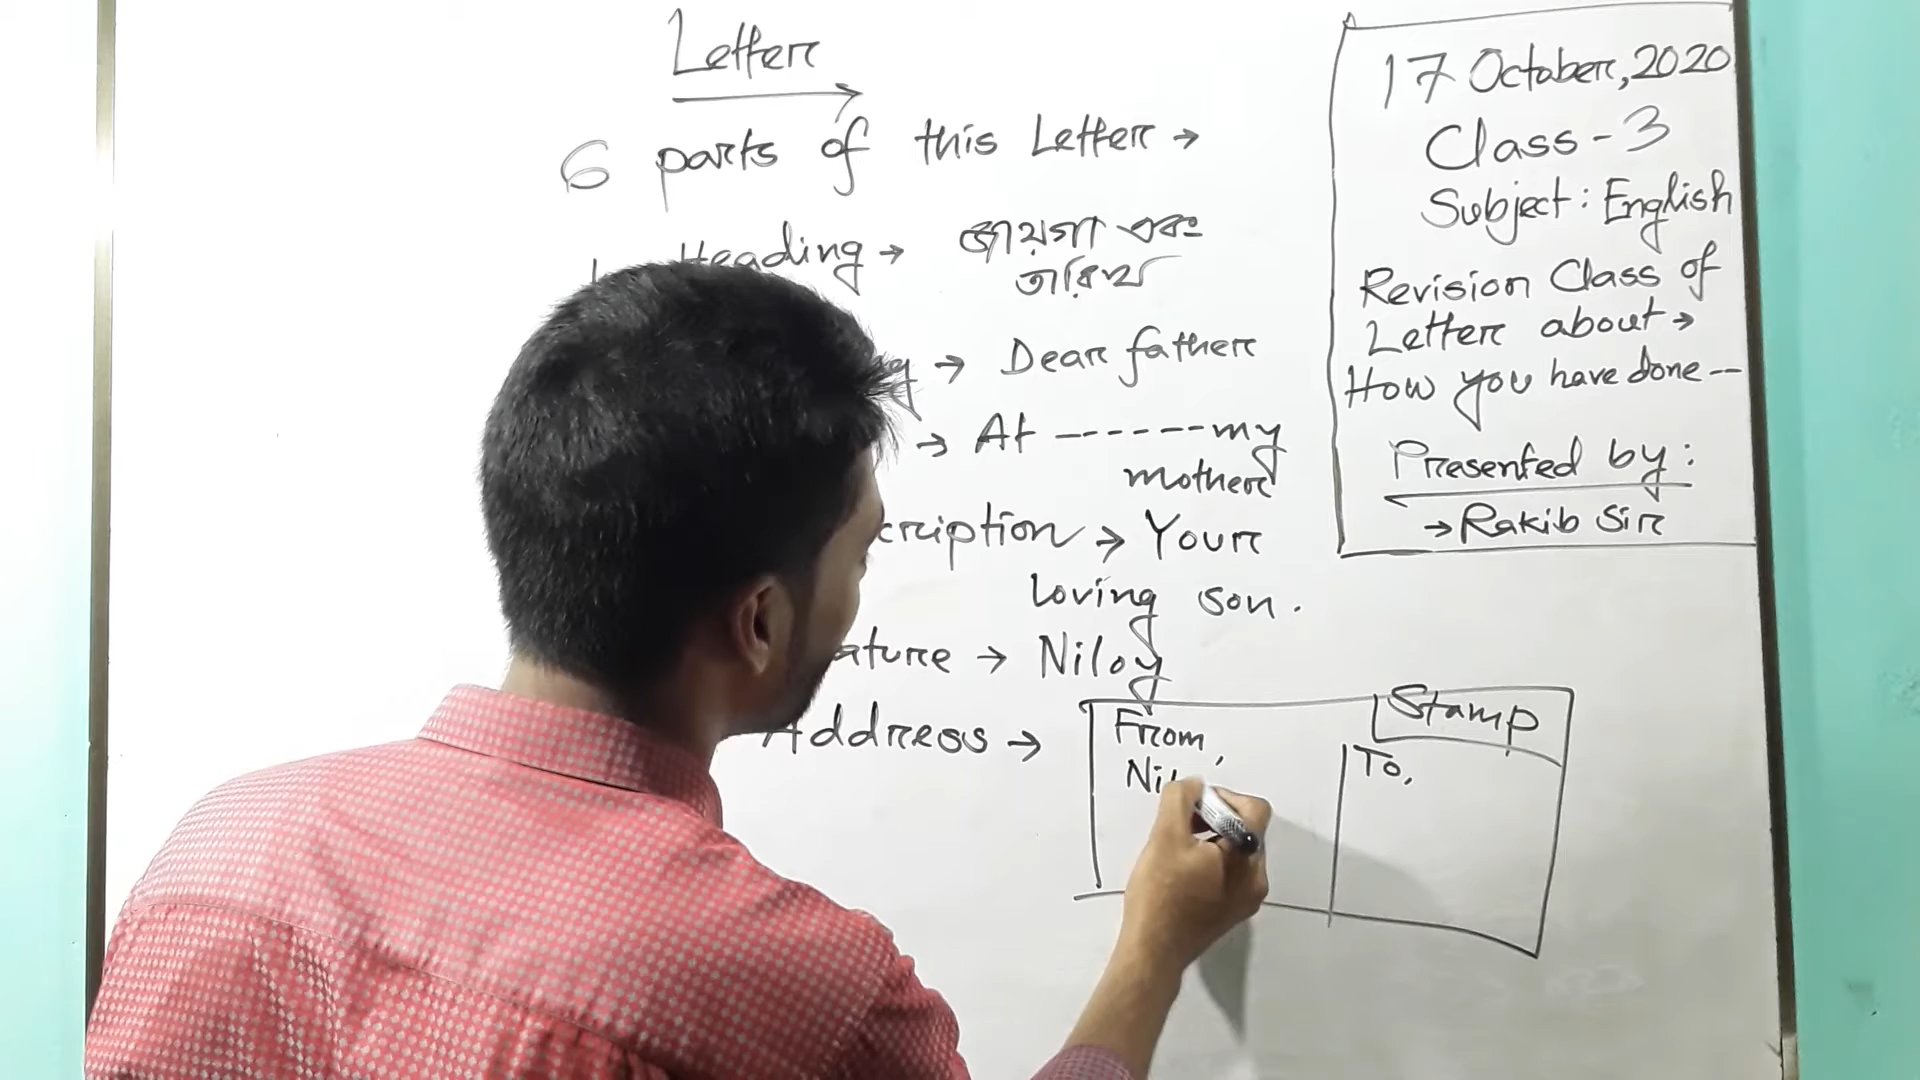 Letter
6 parts of this Letter →
Heading → জায়গা এবং
তারিখ
→ Dear father
→ At ------my
mother
cription → Your
loving son.
ature → Niloy
Address →
From,
Stamp
To,
17 October, 2020
Class-3
Subject: English
Revision Class of
Letter about →
How you have done--
Presented by:
→ Rakib Sir